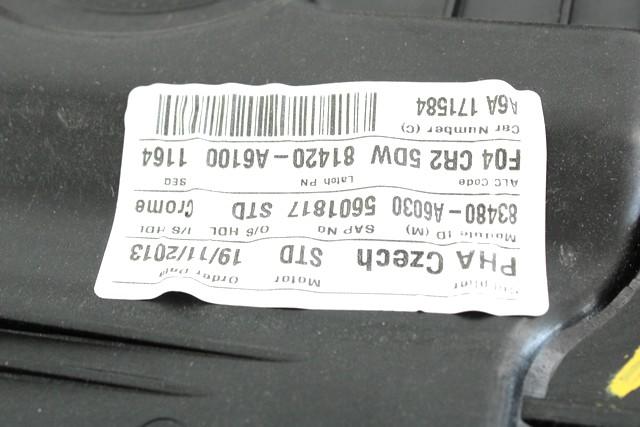 Supplier Motor Order Date
PHA Czech STD 19/11/2013
Module ID (M) SAP No O/S HDL I/S HDL
83480-A6030 5601817 STD Crome
ALC Code Latch PN SEQ
F04 CR2 5DW 81420-A6100 1164
Car Number (C)
A6A 171584